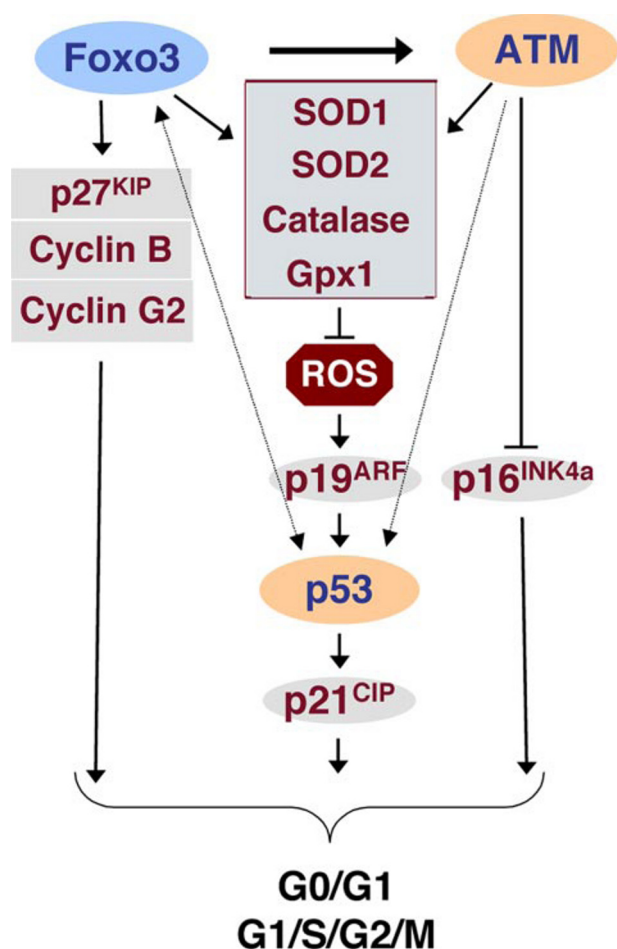 Foxo3
ATM
SOD1
SOD2
Catalase
Gpx1
p27KIP
Cyclin B
Cyclin G2
ROS
p19ARF
p16INK4a
p53
p21CIP
G0/G1
G1/S/G2/M